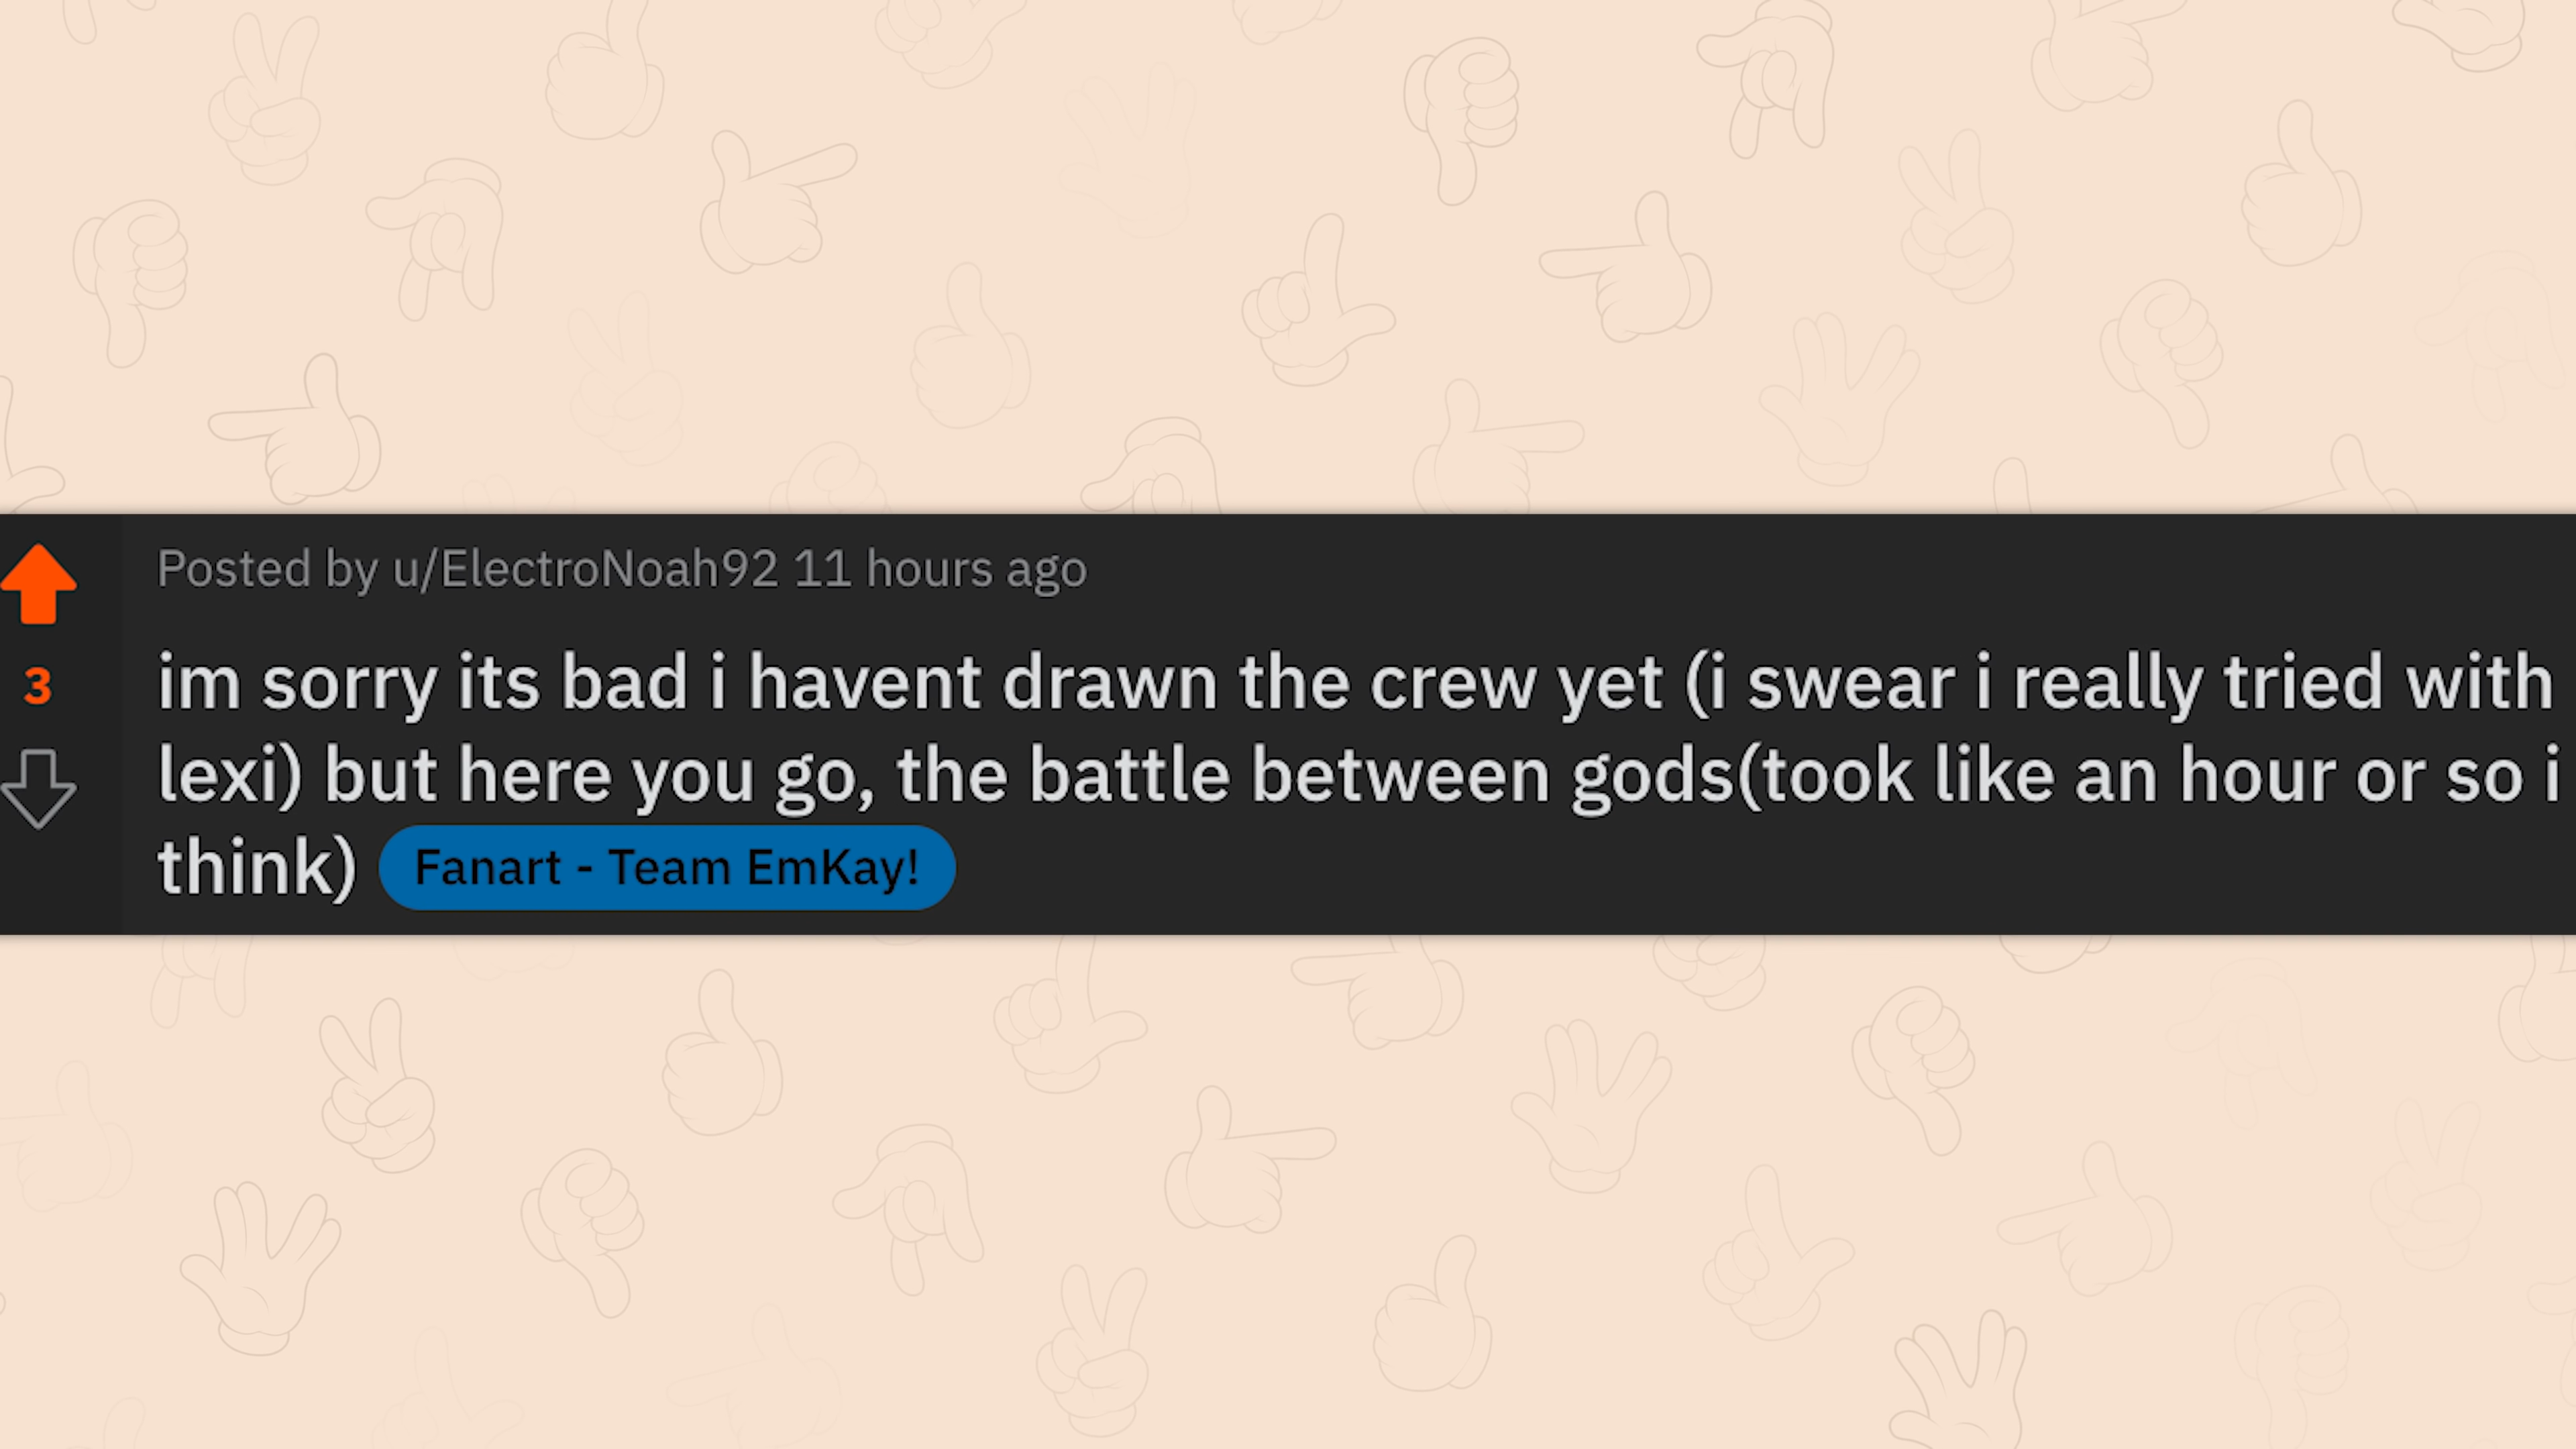 Posted by u/ElectroNoah92 11 hours ago
3
im sorry its bad i havent drawn the crew yet (i swear i really tried with
lexi) but here you go, the battle between gods(took like an hour or so i
think) Fanart - Team EmKay!